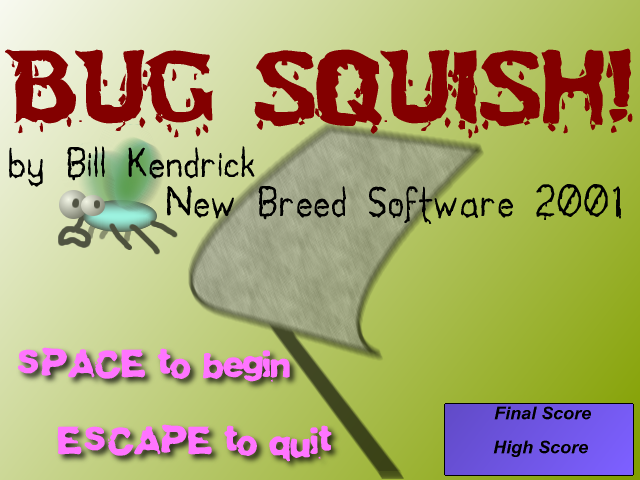 BUG SQUISH!
by Bill Kendrick
New Breed Software 2001
SPACE to begin
ESCAPE to quit
Final Score
High Score